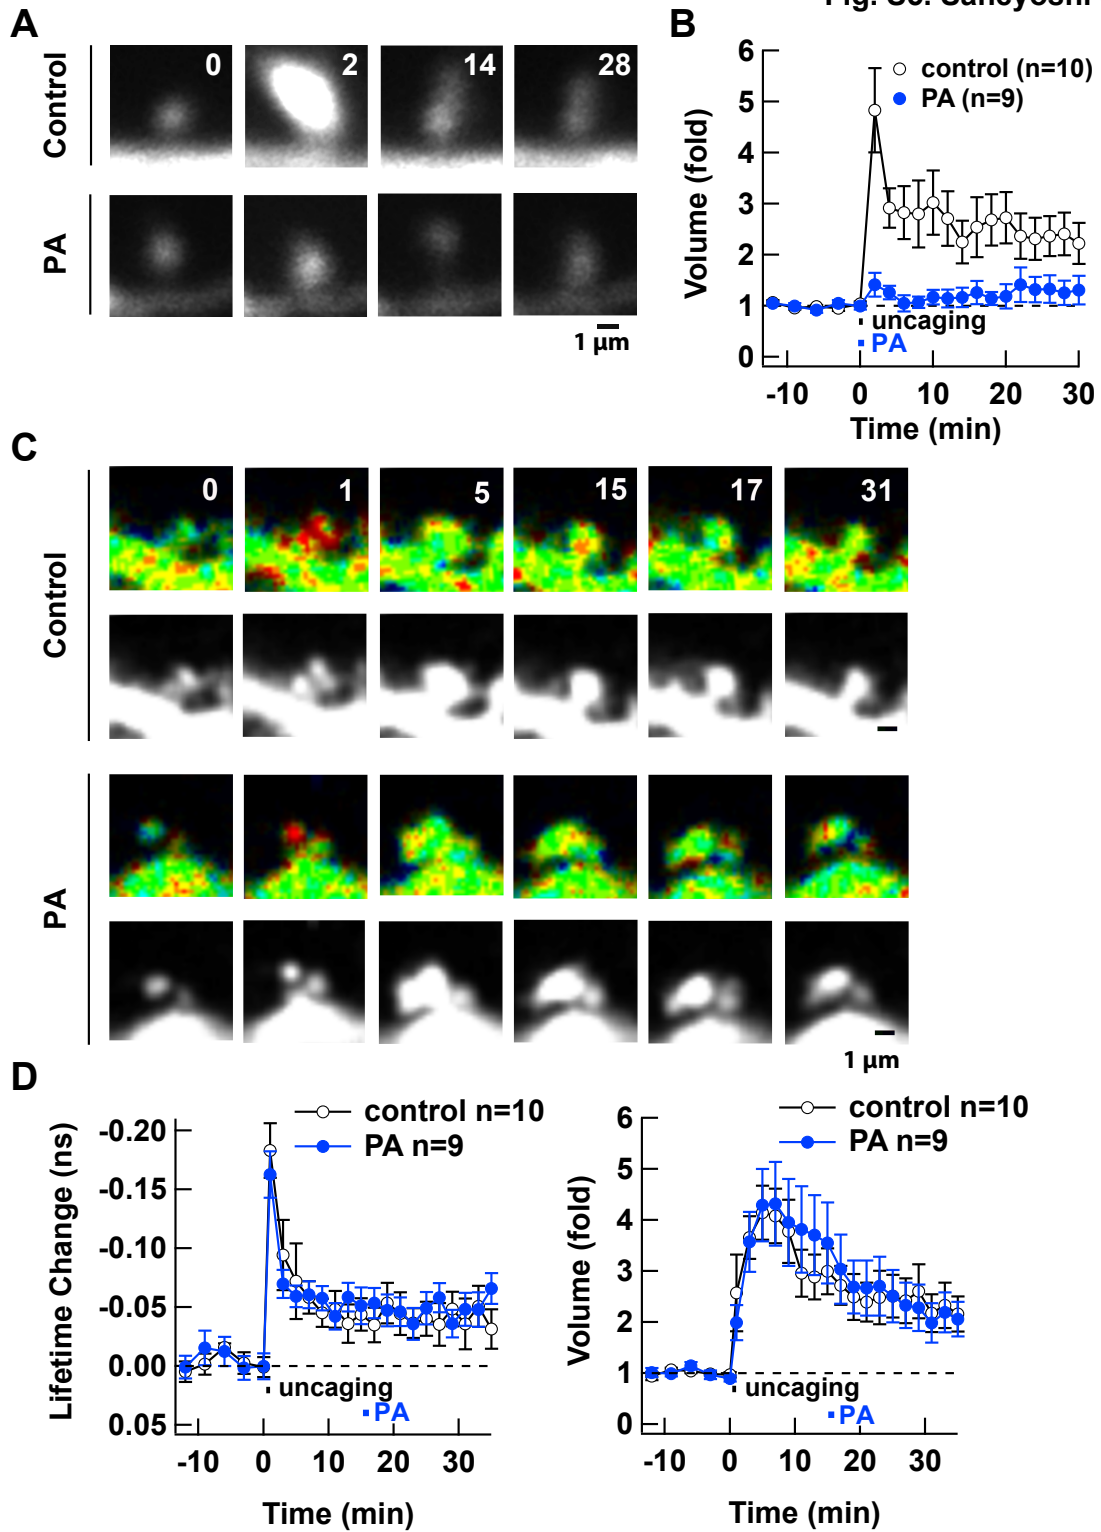 A
B
Control
0
2
14
28
PA
1 µm
Volume (fold)
6
5
4
3
2
1
0
control (n=10)
PA (n=9)
uncaging
PA
-10
0
10
20
30
Time (min)
C
Control
0
1
5
15
17
31
PA
1 µm
D
Lifetime Change (ns)
-0.20
-0.15
-0.10
-0.05
0.00
0.05
control n=10
PA n=9
uncaging
PA
-10
0
10
20
30
Time (min)
Volume (fold)
6
5
4
3
2
1
0
control n=10
PA n=9
uncaging
PA
-10
0
10
20
30
Time (min)